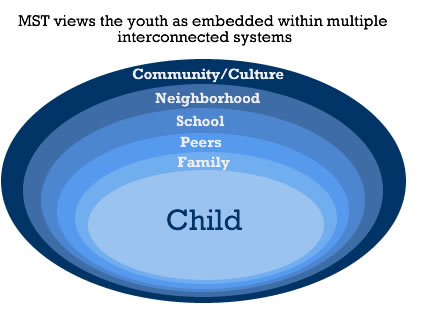 MST views the youth as embedded within multiple
interconnected systems
Community/Culture
Neighborhood
School
Peers
Family
Child